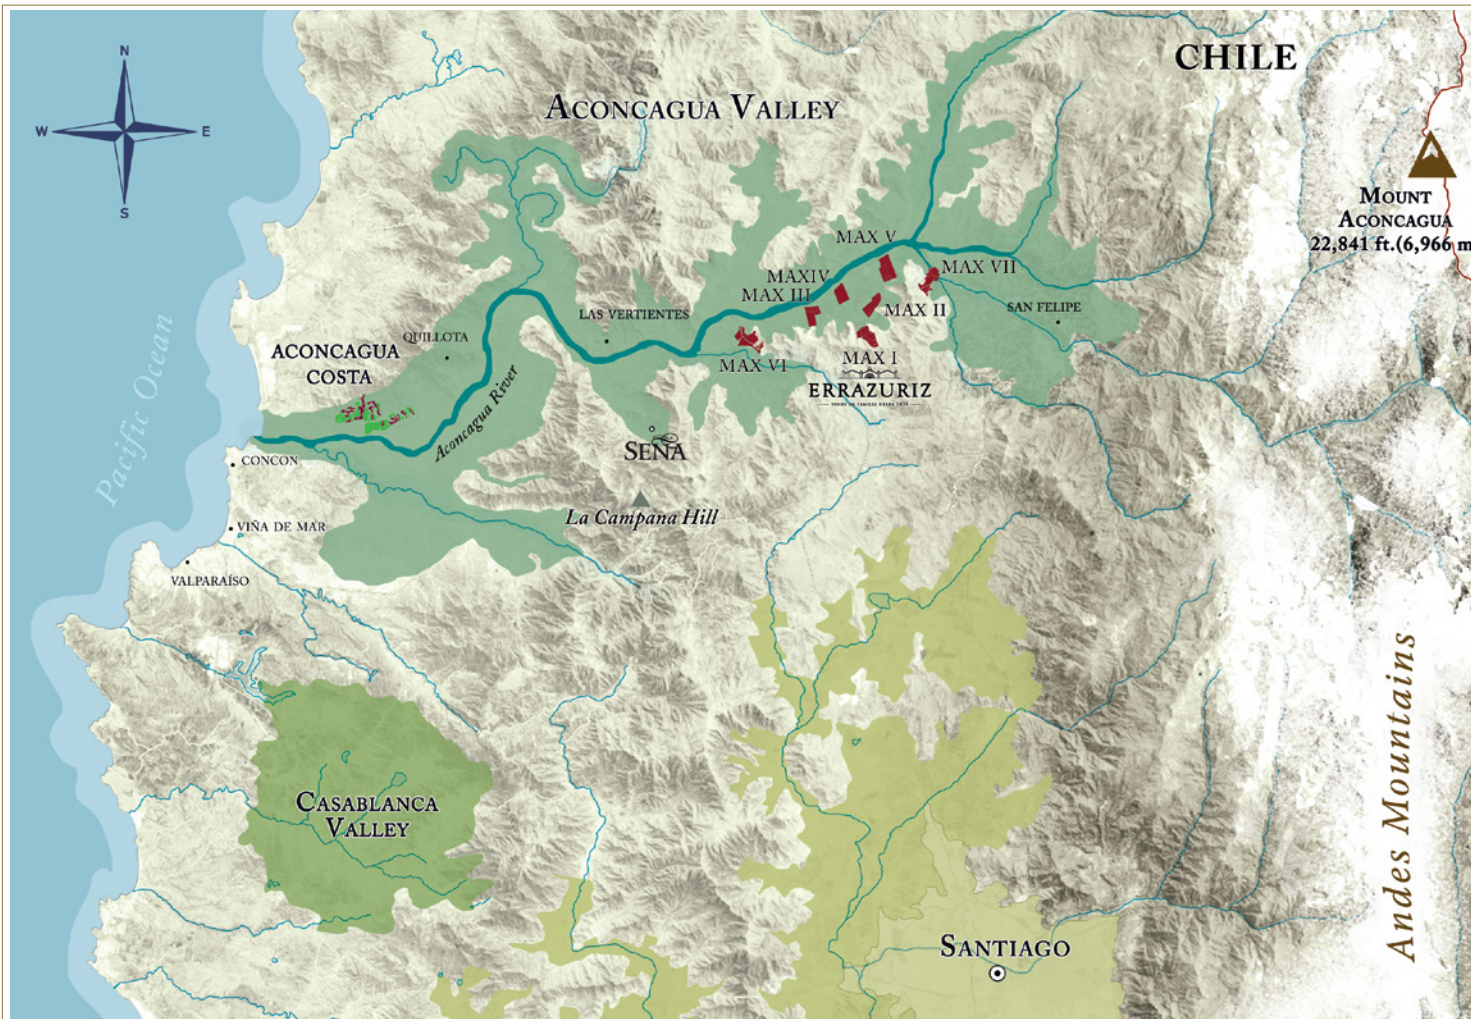 N
W
E
S
CHILE
ACONCAGUA VALLEY
MOUNT
ACONCAGUA
22,841 ft.(6,966 m
MAX V
MAXIV
MAX VII
MAX III
MAX II
LAS VERTIENTES
SAN FELIPE
QUILLOTA
ACONCAGUA
COSTA
MAX VI
MAX I
ERRAZURIZ
Pacific Ocean
Aconcagua River
SEÑA
CONCON
La Campana Hill
VIÑA DE MAR
VALPARAÍSO
CASABLANCA
VALLEY
Andes Mountains
SANTIAGO